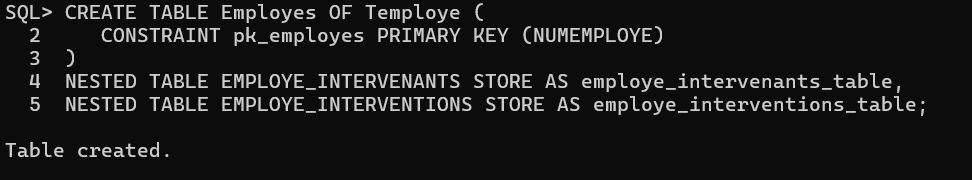 SQL> CREATE TABLE Employes OF Temploye (
  2     CONSTRAINT pk_employes PRIMARY KEY (NUMEMPLOYE)
  3  )
  4  NESTED TABLE EMPLOYE_INTERVENANTS STORE AS employe_intervenants_table,
  5  NESTED TABLE EMPLOYE_INTERVENTIONS STORE AS employe_interventions_table;
Table created.